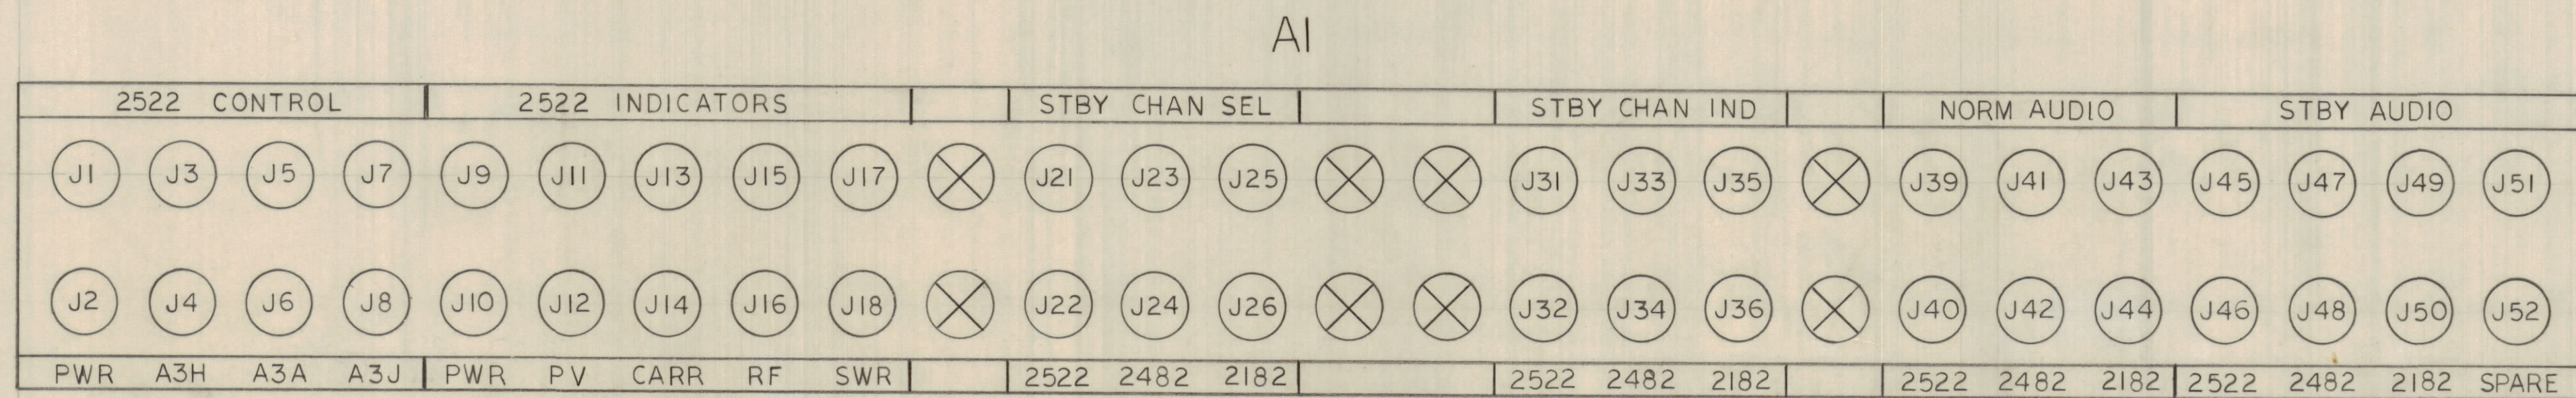 A1
2522 CONTROL 2522 INDICATORS STBY CHAN SEL STBY CHAN IND NORM AUDIO STBY AUDIO
J1 J3 J5 J7 J9 J11 J13 J15 J17 J21 J23 J25 J31 J33 J35 J39 J41 J43 J45 J47 J49 J51
J2 J4 J6 J8 J10 J12 J14 J16 J18 J22 J24 J26 J32 J34 J36 J40 J42 J44 J46 J48 J50 J52
PWR A3H A3A A3J PWR PV CARR RF SWR 2522 2482 2182 2522 2482 2182 2522 2482 2182 2522 2482 2182 SPARE